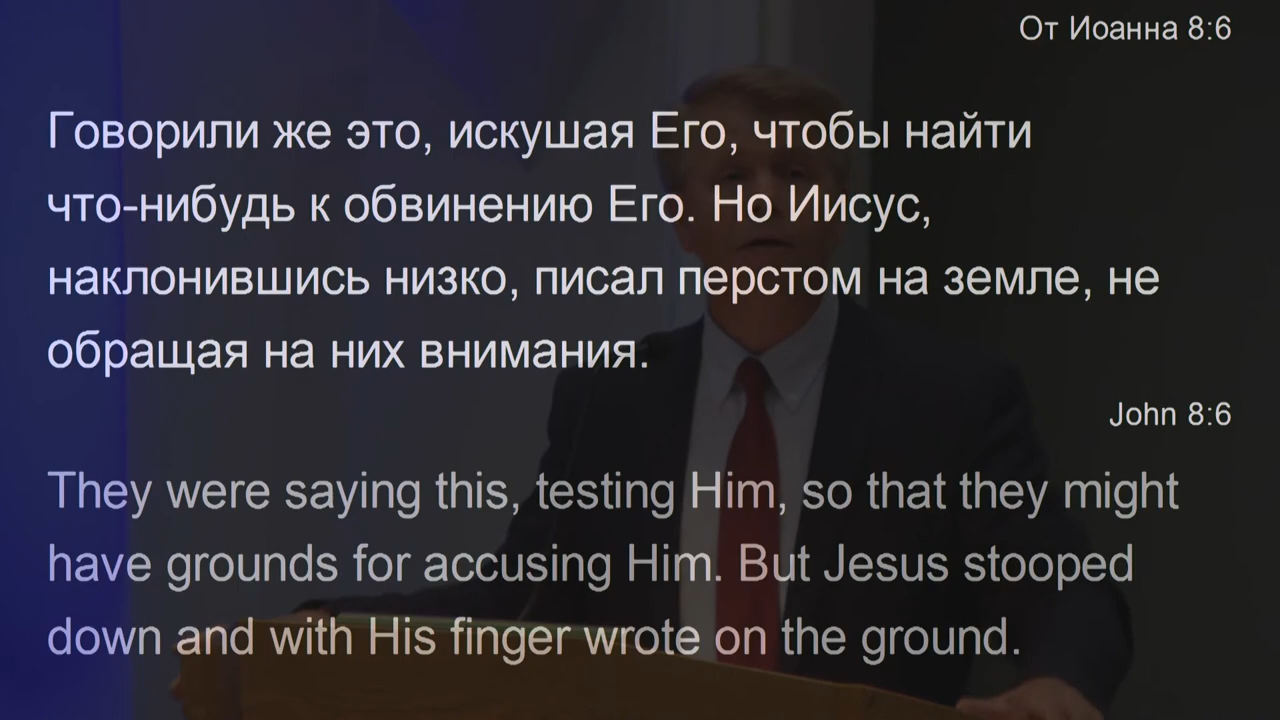 От Иоанна 8:6
Говорили же это, искушая Его, чтобы найти
что-нибудь к обвинению Его. Но Иисус,
наклонившись низко, писал перстом на земле, не
обращая на них внимания.
John 8:6
They were saying this, testing Him, so that they might
have grounds for accusing Him. But Jesus stooped
down and with His finger wrote on the ground.